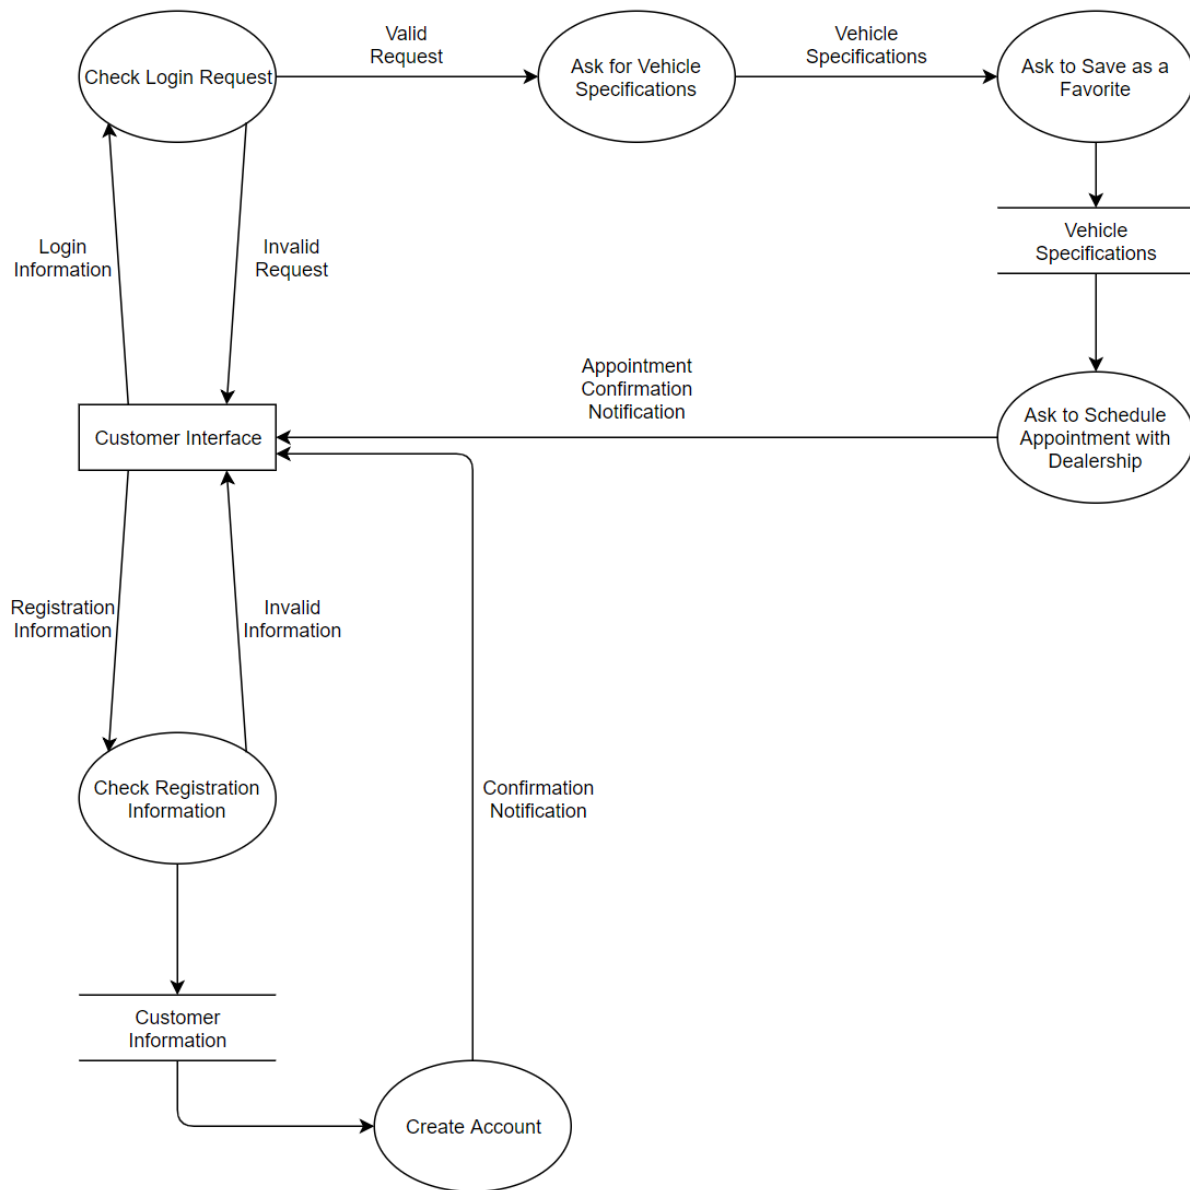 Check Login Request
Valid
Request
Ask for Vehicle
Specifications
Vehicle
Specifications
Ask to Save as a
Favorite
Login
Information
Invalid
Request
Vehicle
Specifications
Appointment
Confirmation
Notification
Customer Interface
Ask to Schedule
Appointment with
Dealership
Registration
Information
Invalid
Information
Check Registration
Information
Confirmation
Notification
Customer
Information
Create Account